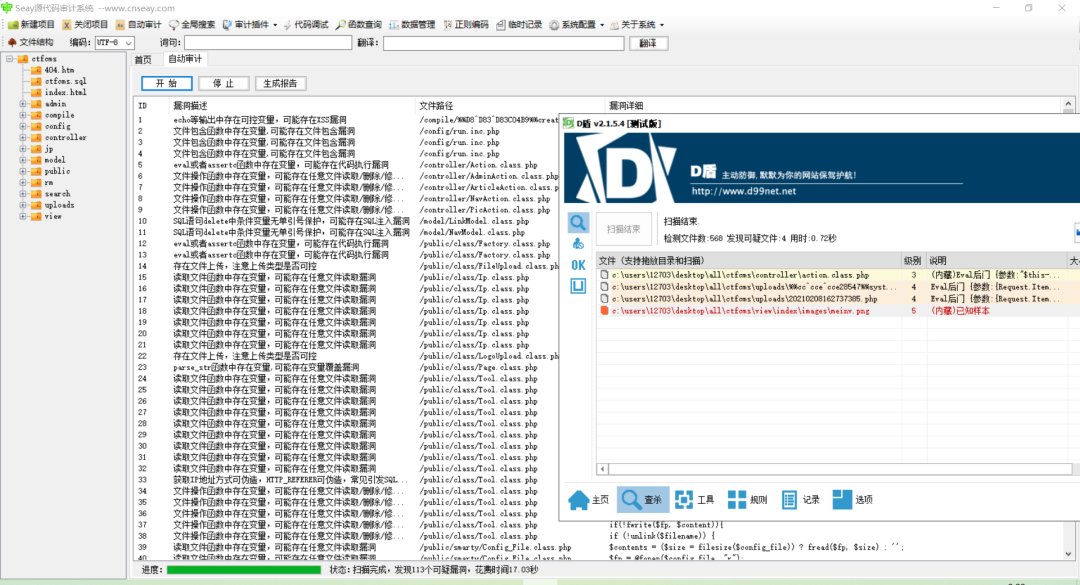 Seay源代码审计系统 --www.cnseay.com
新建项目 关闭项目 自动审计 全局搜索 审计插件 代码调试 函数查询 数据管理 正则编码 临时记录 系统配置 关于系统
文件结构 编码: UTF-8 词句: 翻译: 翻译
首页 自动审计
ctfcms
404.htm
ctfcms.sql
index.html
admin
compile
config
controller
jp
model
public
rm
search
uploads
view
开 始 停 止 生成报告
ID 漏洞描述 文件路径 漏洞详细
1 echo等输出中存在可控变量，可能存在XSS漏洞
2 文件包含函数中存在变量,可能存在文件包含漏洞 /config/run.inc.php
3 文件包含函数中存在变量,可能存在文件包含漏洞 /config/run.inc.php
4 文件包含函数中存在变量,可能存在文件包含漏洞 /config/run.inc.php
5 eval或者assertc函数中存在变量，可能存在代码执行漏洞 /controller/Action.class.php
6 文件操作函数中存在变量，可能存在任意文件读取/删除/修... /controller/AdminAction.class.php
7 文件操作函数中存在变量，可能存在任意文件读取/删除/修... /controller/ArticleAction.class.p
8 文件操作函数中存在变量，可能存在任意文件读取/删除/修... /controller/NavAction.class.php
9 文件操作函数中存在变量，可能存在任意文件读取/删除/修... /controller/PicAction.class.php
10 SQL语句delete中条件变量无单引号保护，可能存在SQL注入漏洞 /model/LinkModel.class.php
11 SQL语句delete中条件变量无单引号保护，可能存在SQL注入漏洞 /model/NavModel.class.php
12 eval或者assertc函数中存在变量，可能存在代码执行漏洞 /public/class/Factory.class.php
13 eval或者assertc函数中存在变量，可能存在代码执行漏洞 /public/class/Factory.class.php
14 存在文件上传，注意上传类型是否可控 /public/class/FileUpload.class.ph
15 读取文件函数中存在变量，可能存在任意文件读取漏洞 /public/class/Ip.class.php
16 读取文件函数中存在变量，可能存在任意文件读取漏洞 /public/class/Ip.class.php
17 读取文件函数中存在变量，可能存在任意文件读取漏洞 /public/class/Ip.class.php
18 读取文件函数中存在变量，可能存在任意文件读取漏洞 /public/class/Ip.class.php
19 读取文件函数中存在变量，可能存在任意文件读取漏洞 /public/class/Ip.class.php
20 读取文件函数中存在变量，可能存在任意文件读取漏洞 /public/class/Ip.class.php
21 读取文件函数中存在变量，可能存在任意文件读取漏洞 /public/class/Ip.class.php
22 存在文件上传，注意上传类型是否可控 /public/class/LogoUpload.class.ph
23 parse_str函数中存在变量,可能存在变量覆盖漏洞 /public/class/Page.class.php
24 读取文件函数中存在变量，可能存在任意文件读取漏洞 /public/class/Tool.class.php
25 读取文件函数中存在变量，可能存在任意文件读取漏洞 /public/class/Tool.class.php
26 读取文件函数中存在变量，可能存在任意文件读取漏洞 /public/class/Tool.class.php
27 读取文件函数中存在变量，可能存在任意文件读取漏洞 /public/class/Tool.class.php
28 读取文件函数中存在变量，可能存在任意文件读取漏洞 /public/class/Tool.class.php
29 读取文件函数中存在变量，可能存在任意文件读取漏洞 /public/class/Tool.class.php
30 读取文件函数中存在变量，可能存在任意文件读取漏洞 /public/class/Tool.class.php
31 读取文件函数中存在变量，可能存在任意文件读取漏洞 /public/class/Tool.class.php
32 读取文件函数中存在变量，可能存在任意文件读取漏洞 /public/class/Tool.class.php
33 获取IP地址方式可伪造，HTTP_REFERER可伪造，常见引发SQL... /public/class/Tool.class.php
34 文件操作函数中存在变量，可能存在任意文件读取/删除/修... /public/class/Tool.class.php
35 文件操作函数中存在变量，可能存在任意文件读取/删除/修... /public/class/Tool.class.php
36 文件操作函数中存在变量，可能存在任意文件读取/删除/修... /public/class/Tool.class.php
37 文件操作函数中存在变量，可能存在任意文件读取/删除/修... /public/class/Tool.class.php if(!fwrite($fp, $content)){
38 文件操作函数中存在变量，可能存在任意文件读取/删除/修... /public/class/Tool.class.php if (!unlink($filename)) {
39 读取文件函数中存在变量，可能存在任意文件读取漏洞 /public/smarty/Config_File.class.php $contents = ($size = filesize($config_file)) ? fread($fp, $size) : '';
40 读取文件函数中存在变量，可能存在任意文件读取漏洞 /public/smarty/Config_File.class.php $fp = @fopen($config_file, "r");
进度: 状态:扫描完成，发现113个可疑漏洞，花费时间17.03秒
D盾 v2.1.5.4 [测试版]
D盾 主动防御,默默为你的网站保驾护航!
http://www.d99net.net
扫描结果 扫描结束.
检测文件数:568 发现可疑文件:4 用时:0.72秒
OK
文件 (支持拖放目录和扫描) 级别 说明 大
c:\users\12703\desktop\all\ctfcms\controller\action.class.php 3 (内藏)Eval后门 {参数:"$this-...
4 Eval后门 {参数:{Request.Item...
c:\users\12703\desktop\all\ctfcms\uploads\20210208162737385.php 4 Eval后门 {参数:{Request.Item...
c:\users\12703\desktop\all\ctfcms\view\index\images\meinv.png 5 (内藏)已知样本
主页 查杀 工具 规则 记录 选项